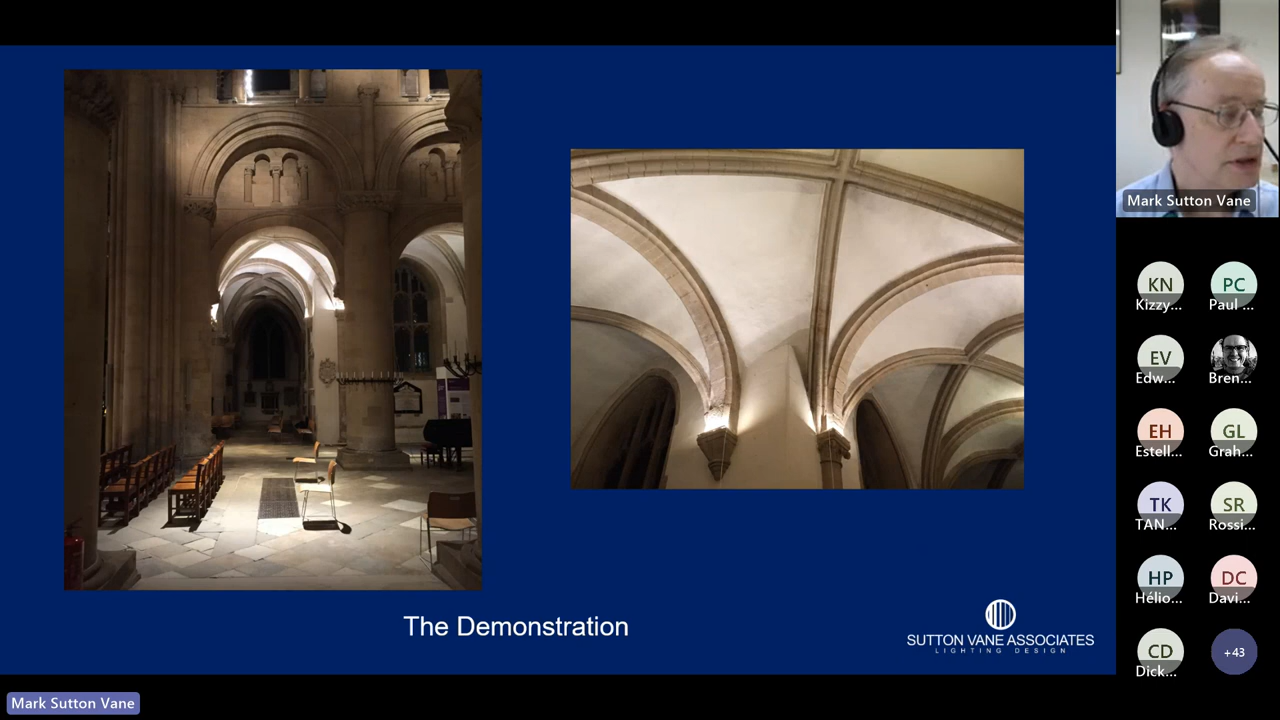 The Demonstration
SUTTON VANE ASSOCIATES
LIGHTING DESIGN
Mark Sutton Vane
KN
Kizzy...
PC
Paul ...
EV
Edw...
Bren...
EH
Estell...
GL
Grah...
TK
TAN...
SR
Rossi...
HP
Hélio...
DC
Davi...
CD
Dick...
+43
Mark Sutton Vane